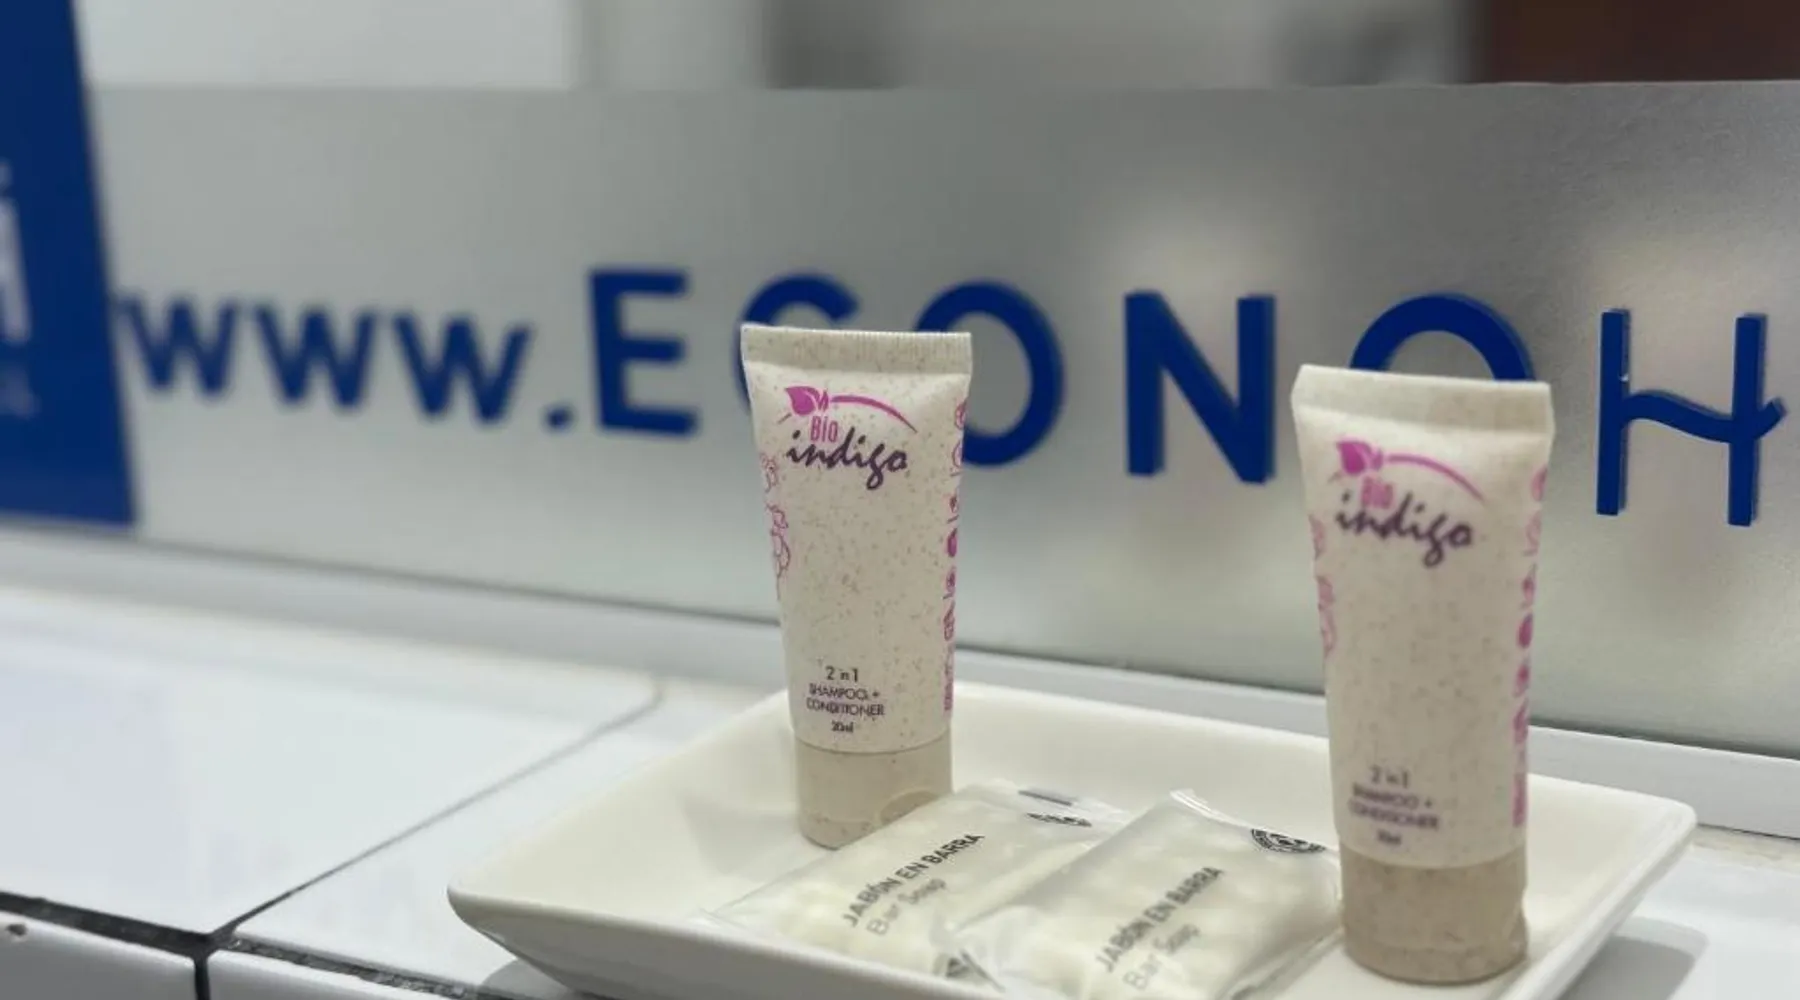 WWW.ECONOH
Bio
indigo
2 in 1
SHAMPOO +
CONDITIONER
30ml
Bio
indigo
2 in 1
SHAMPOO +
CONDITIONER
30ml
JABÓN EN BARRA
Bar Soap
JABÓN EN BARRA
Bar Soap